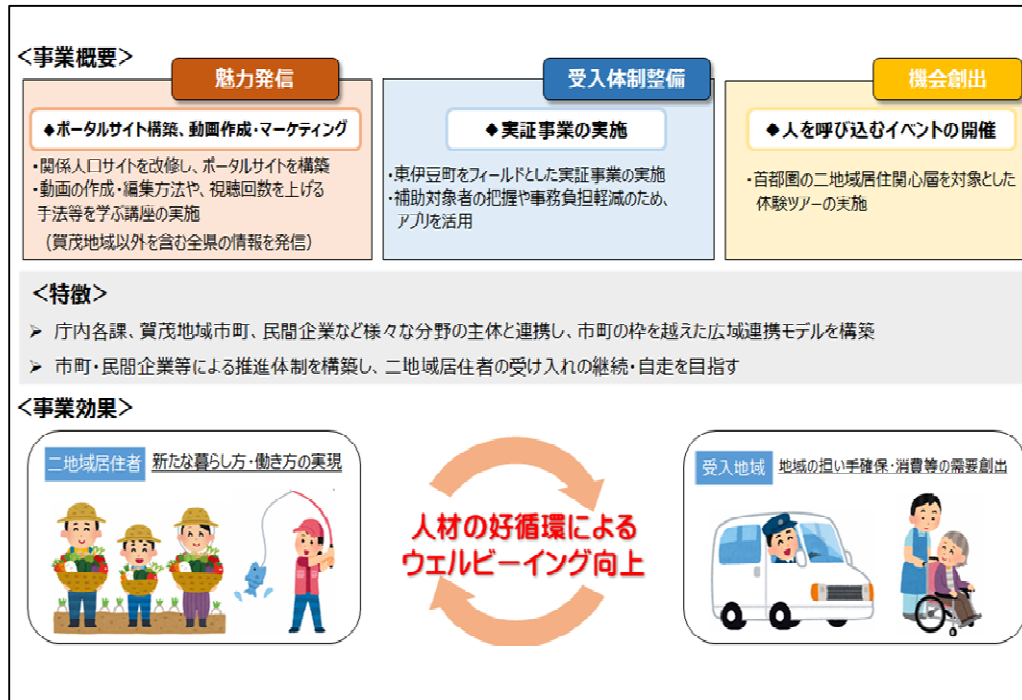 <事業概要>
魅力発信
◆ポータルサイト構築、動画作成・マーケティング
・関係人口サイトを改修し、ポータルサイトを構築
・動画の作成・編集方法や、視聴回数を上げる
手法等を学ぶ講座の実施
(賀茂地域以外を含む全県の情報を発信)
受入体制整備
◆実証事業の実施
・東伊豆町をフィールドとした実証事業の実施
・補助対象者の把握や事務負担軽減のため、
アプリを活用
機会創出
◆人を呼び込むイベントの開催
・首都圏の二地域居住関心層を対象とした
体験ツアーの実施
<特徴>
➢ 庁内各課、賀茂地域市町、民間企業など様々な分野の主体と連携し、市町の枠を越えた広域連携モデルを構築
➢ 市町・民間企業等による推進体制を構築し、二地域居住者の受け入れの継続・自走を目指す
<事業効果>
二地域居住者 新たな暮らし方・働き方の実現
人材の好循環による
ウェルビーイング向上
受入地域 地域の担い手確保・消費等の需要創出